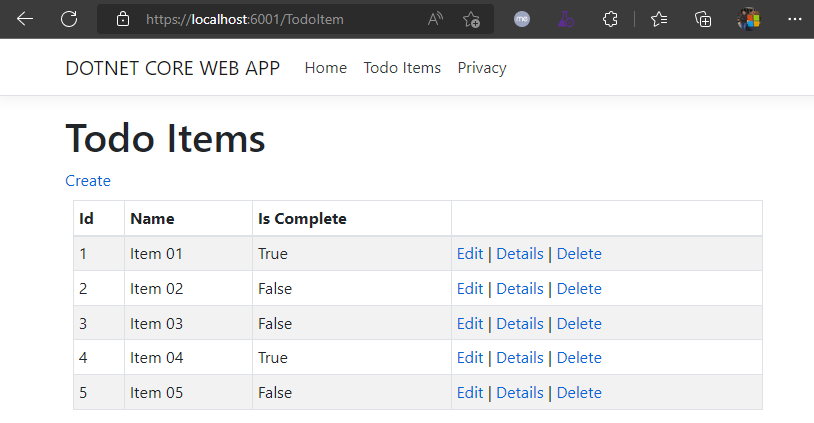 https://localhost:6001/TodoItem
DOTNET CORE WEB APP Home Todo Items Privacy
Todo Items
Create
Id Name Is Complete
1 Item 01 True Edit | Details | Delete
2 Item 02 False Edit | Details | Delete
3 Item 03 False Edit | Details | Delete
4 Item 04 True Edit | Details | Delete
5 Item 05 False Edit | Details | Delete